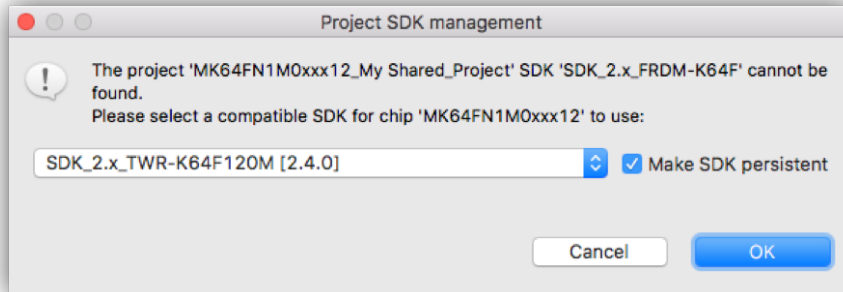 Project SDK management
The project 'MK64FN1M0xxx12_My Shared_Project' SDK 'SDK_2.x_FRDM-K64F' cannot be
found.
Please select a compatible SDK for chip 'MK64FN1M0xxx12' to use:
SDK_2.x_TWR-K64F120M [2.4.0]
Make SDK persistent
Cancel
OK